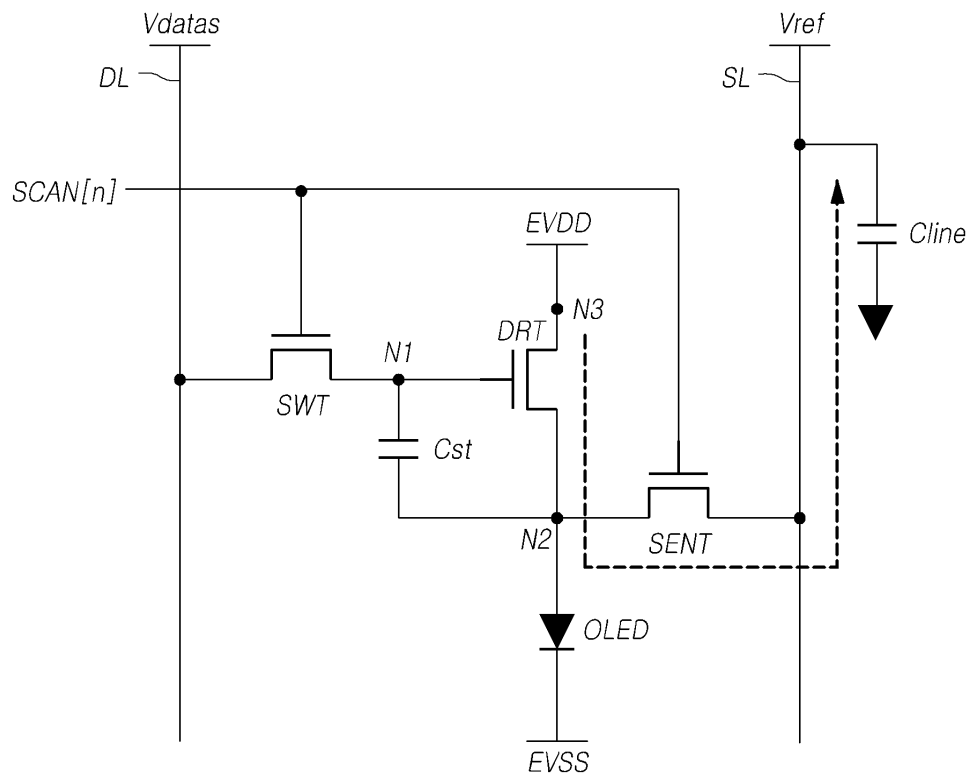 Vdatas
Vref
DL
SL
SCAN[n]
EVDD
Cline
N3
DRT
N1
SWT
Cst
N2
SENT
OLED
EVSS